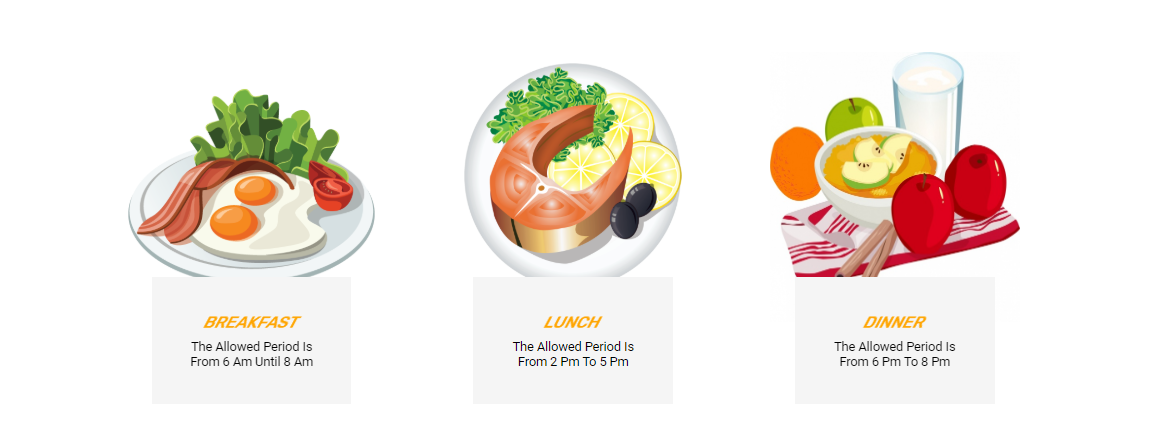 BREAKFAST
The Allowed Period Is
From 6 Am Until 8 Am
LUNCH
The Allowed Period Is
From 2 Pm To 5 Pm
DINNER
The Allowed Period Is
From 6 Pm To 8 Pm